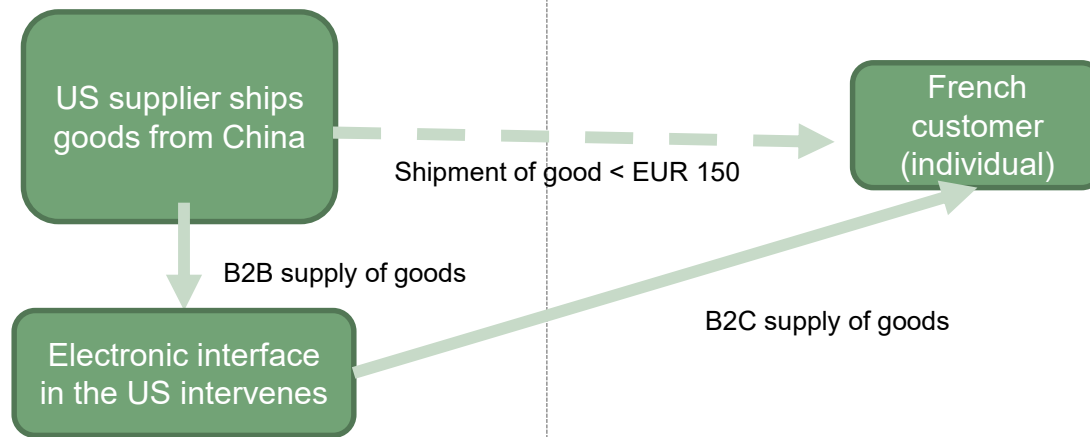 US supplier ships
goods from China
French
customer
(individual)
Shipment of good < EUR 150
B2B supply of goods
B2C supply of goods
Electronic interface
in the US intervenes